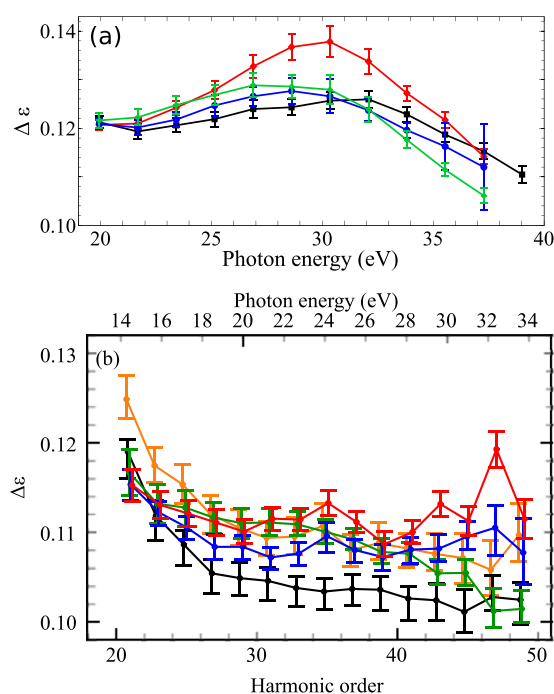 (a)
0.14
0.12
0.10
Δ ε
20 25 30 35 40
Photon energy (eV)
Photon energy (eV)
14 16 18 20 22 24 26 28 30 32 34
(b)
0.13
0.12
0.11
0.10
Δε
20 30 40 50
Harmonic order